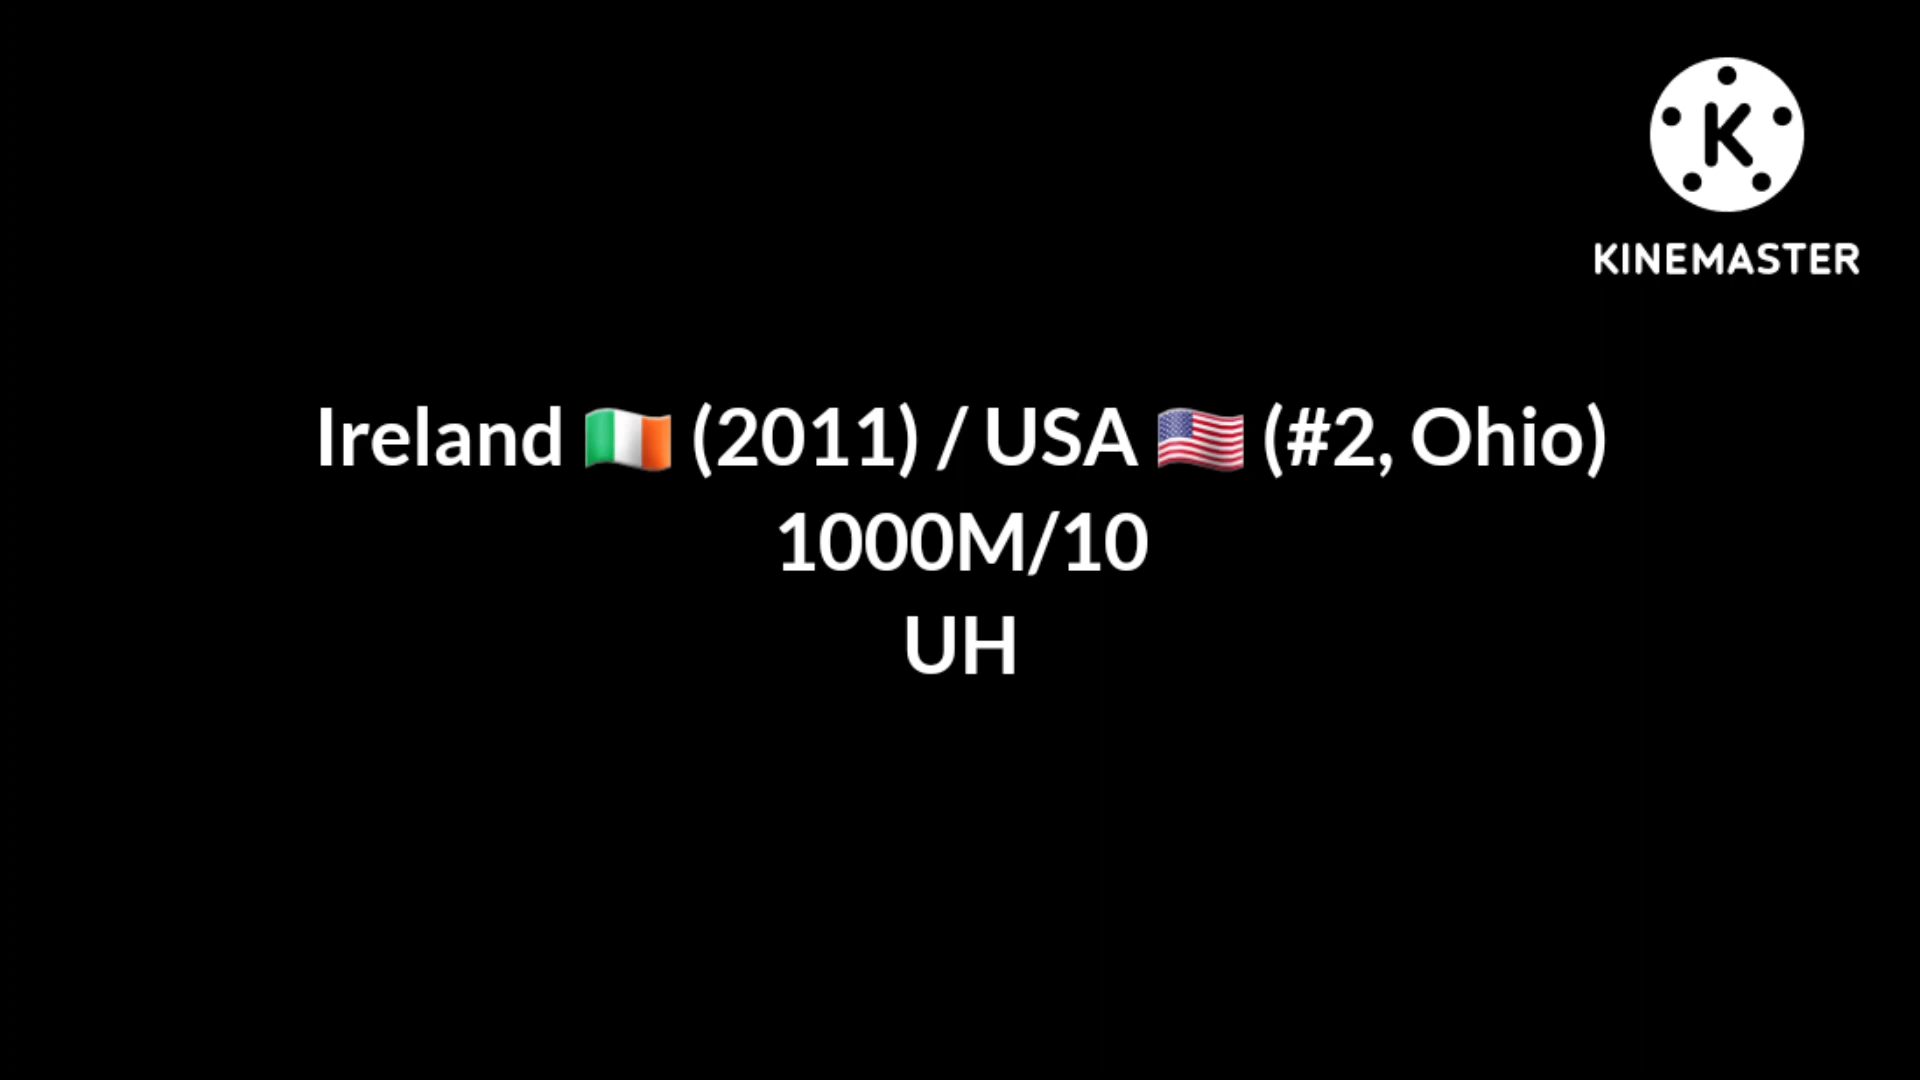 K
KINEMASTER
Ireland 🇮🇪 (2011) / USA 🇺🇸 (#2, Ohio)
1000M/10
UH